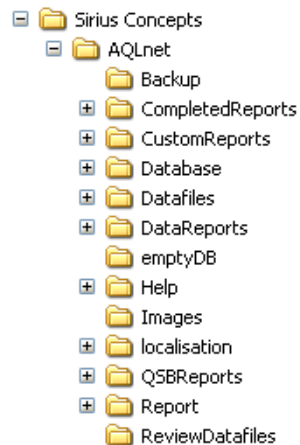 Sirius Concepts
AQLnet
Backup
CompletedReports
CustomReports
Database
Datafiles
DataReports
emptyDB
Help
Images
localisation
QSBReports
Report
ReviewDatafiles